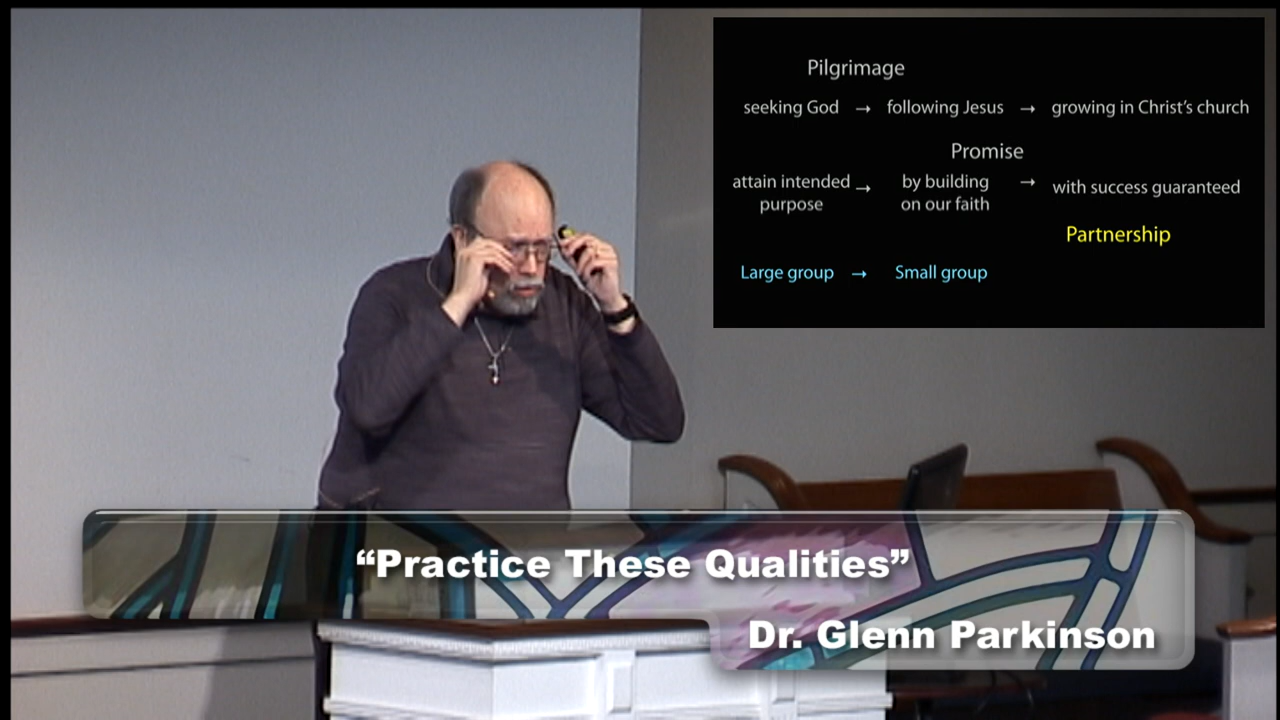 Pilgrimage
seeking God → following Jesus → growing in Christ's church
Promise
attain intended purpose → by building on our faith → with success guaranteed
Partnership
Large group → Small group
“Practice These Qualities”
Dr. Glenn Parkinson